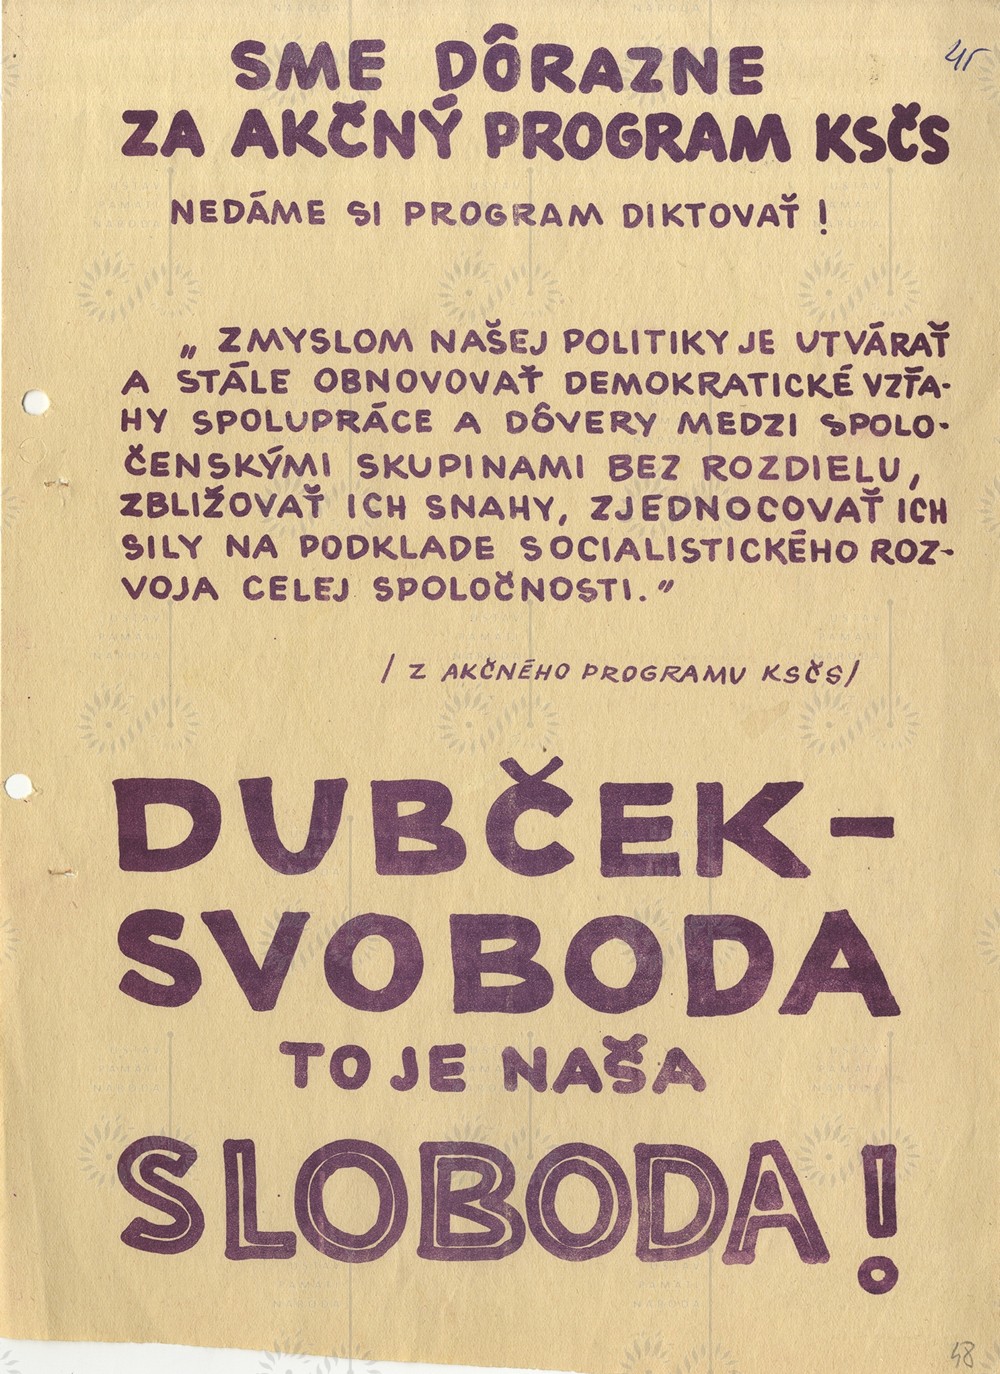 45
SME DÔRAZNE
ZA AKČNÝ PROGRAM KSČS
NEDÁME SI PROGRAM DIKTOVAŤ !
„ ZMYSLOM NAŠEJ POLITIKY JE UTVÁRAŤ
A STÁLE OBNOVOVAŤ DEMOKRATICKÉ VZŤA-
HY SPOLUPRÁCE A DÔVERY MEDZI SPOLO-
ČENSKÝMI SKUPINAMI BEZ ROZDIELU,
ZBLIŽOVAŤ ICH SNAHY, ZJEDNOCOVAŤ ICH
SILY NA PODKLADE SOCIALISTICKÉHO ROZ-
VOJA CELEJ SPOLOČNOSTI.”
/ Z AKČNÉHO PROGRAMU KSČS/
DUBČEK-
SVOBODA
TO JE NAŠA
SLOBODA!
48